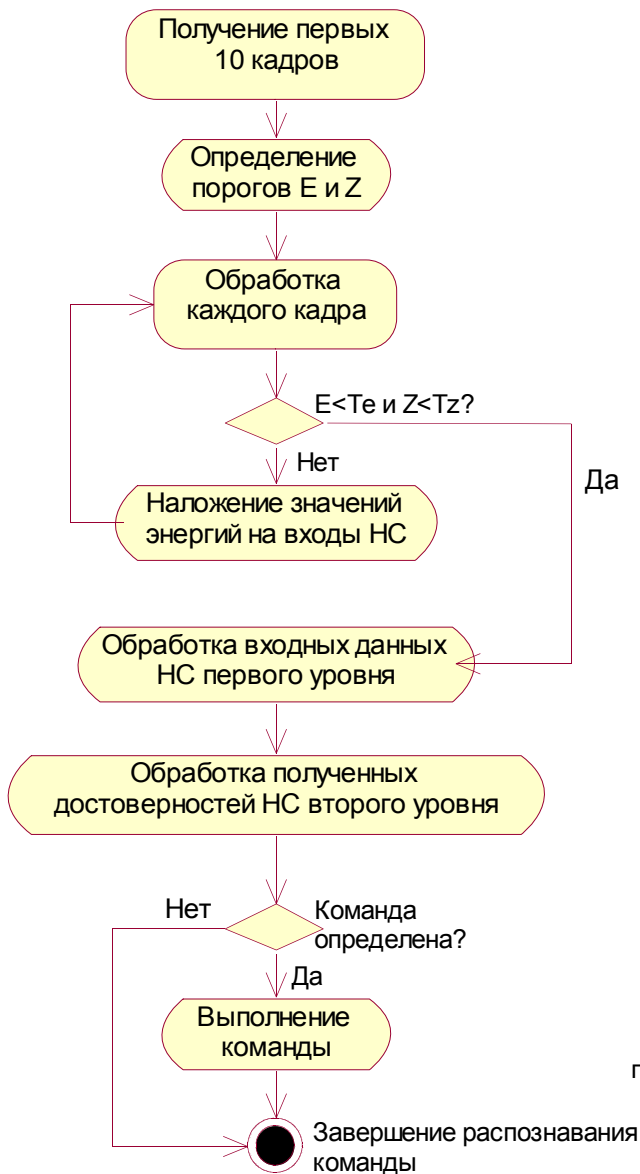 Получение первых
10 кадров
Определение
порогов E и Z
Обработка
каждого кадра
E<Te и Z<Tz?
Нет
Да
Наложение значений
энергий на входы НС
Обработка входных данных
НС первого уровня
Обработка полученных
достоверностей НС второго уровня
Нет
Команда
определена?
Да
Выполнение
команды
Завершение распознавания
команды